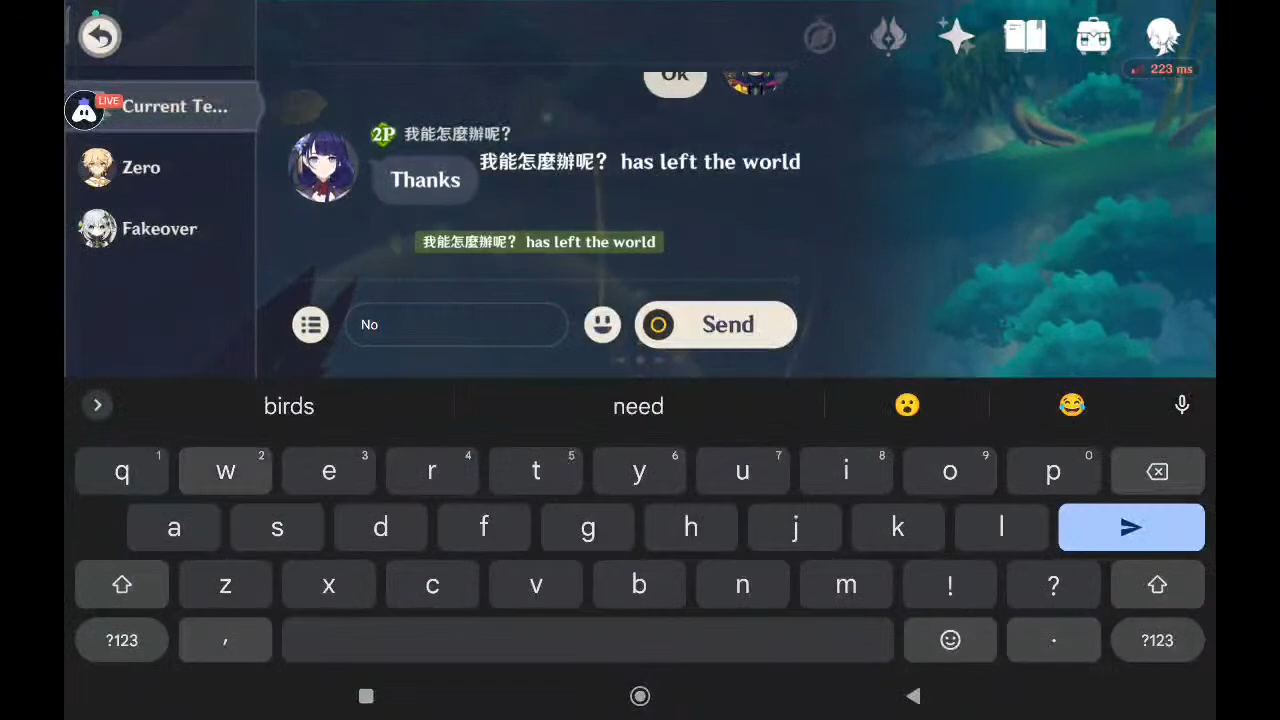 223 ms
LIVE
Current Te...
Zero
Fakeover
Ok
2P 我能怎麼辦呢?
Thanks
我能怎麼辦呢? has left the world
我能怎麼辦呢? has left the world
No
Send
birds need
q 1 w 2 e 3 r 4 t 5 y 6 u 7 i 8 o 9 p 0
a s d f g h j k l
z x c v b n m ! ?
?123 , . ?123